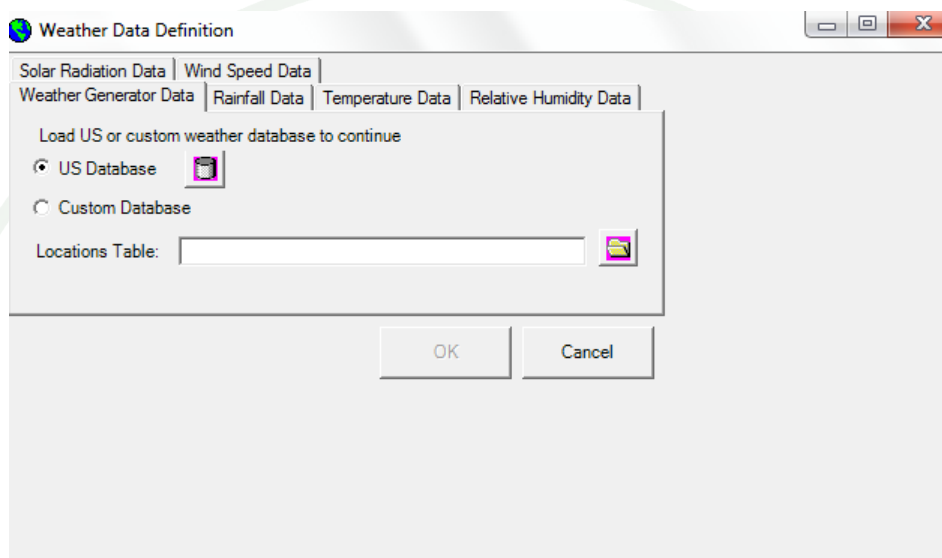 Weather Data Definition
Solar Radiation Data Wind Speed Data
Weather Generator Data Rainfall Data Temperature Data Relative Humidity Data
Load US or custom weather database to continue
US Database
Custom Database
Locations Table:
OK Cancel